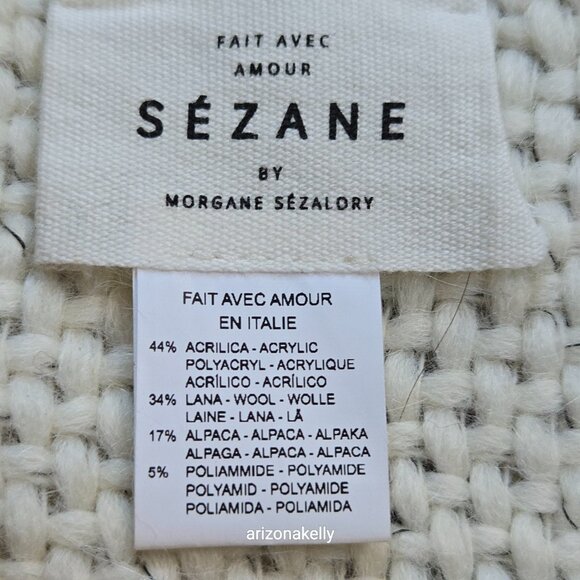 FAIT AVEC
AMOUR
SÉZANE
BY
MORGANE SÉZALORY
FAIT AVEC AMOUR
EN ITALIE
44% ACRILICA - ACRYLIC
POLYACRYL - ACRYLIQUE
ACRÍLICO - ACRÍLICO
34% LANA - WOOL - WOLLE
LAINE - LANA - LÃ
17% ALPACA - ALPACA - ALPAKA
ALPAGA - ALPACA - ALPACA
5% POLIAMMIDE - POLYAMIDE
POLYAMID - POLYAMIDE
POLIAMIDA - POLIAMIDA
arizonakelly